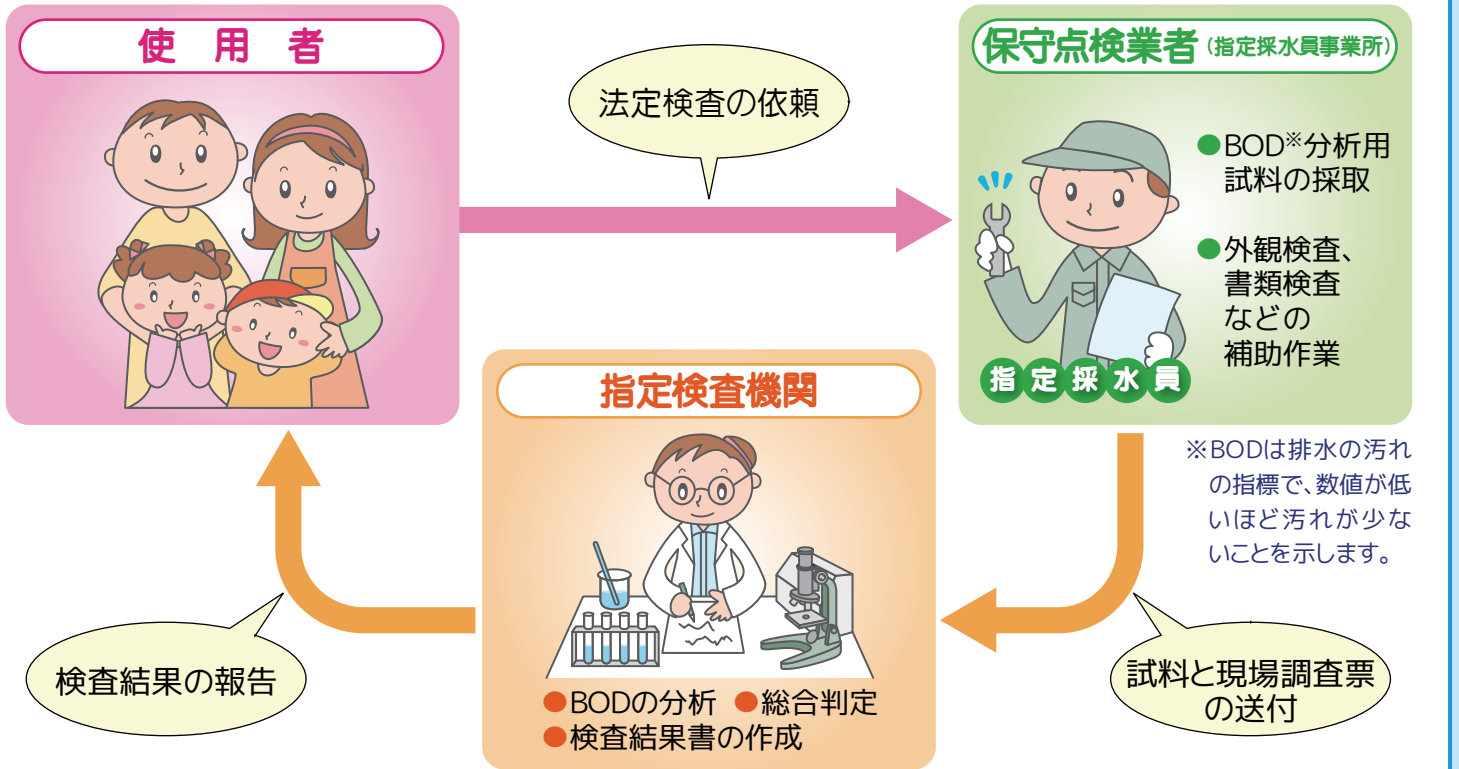 使用者
法定検査の依頼
保守点検業者（指定採水員事業所）
●BOD※分析用
試料の採取
●外観検査、
書類検査
などの
補助作業
指定採水員
※BODは排水の汚れ
の指標で、数値が低
いほど汚れが少な
いことを示します。
試料と現場調査票
の送付
指定検査機関
●BODの分析 ●総合判定
●検査結果書の作成
検査結果の報告